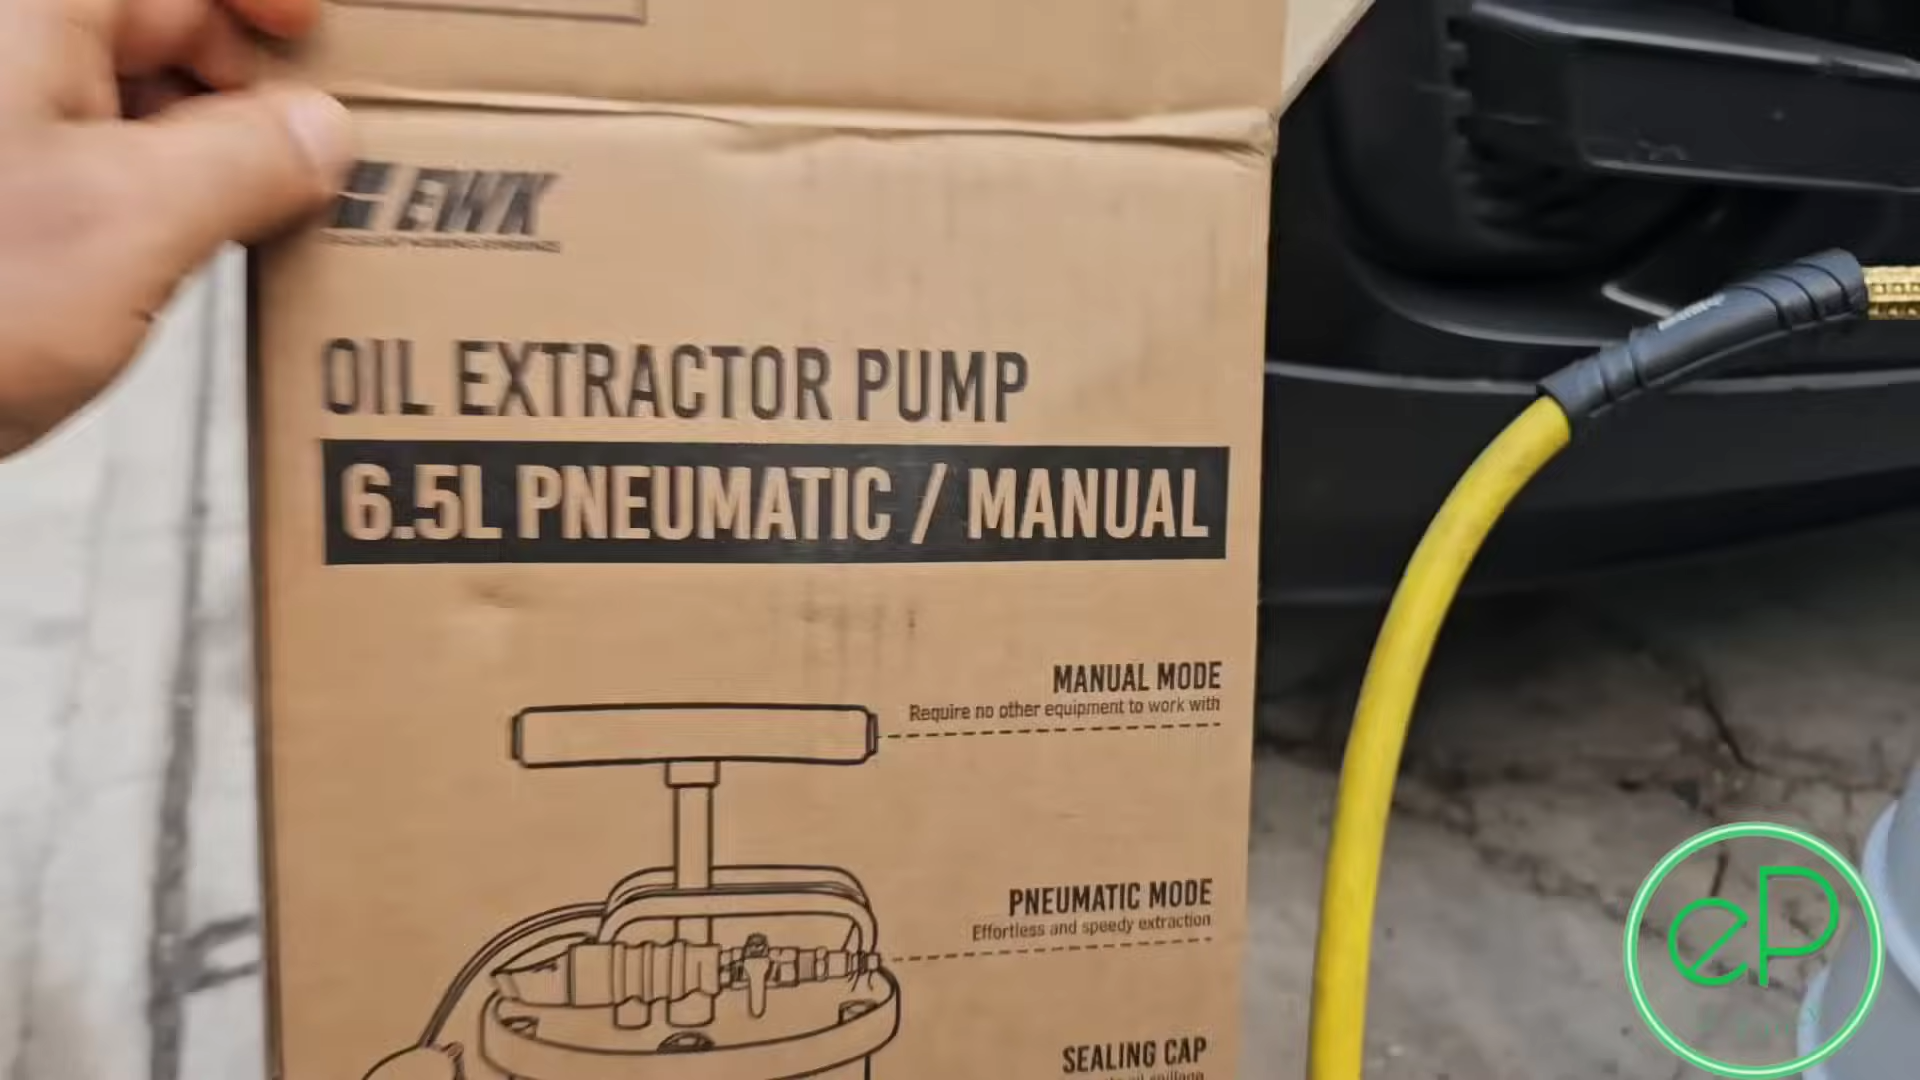 EWK
OIL EXTRACTOR PUMP
6.5L PNEUMATIC / MANUAL
MANUAL MODE
Require no other equipment to work with
PNEUMATIC MODE
Effortless and speedy extraction
SEALING CAP
eP